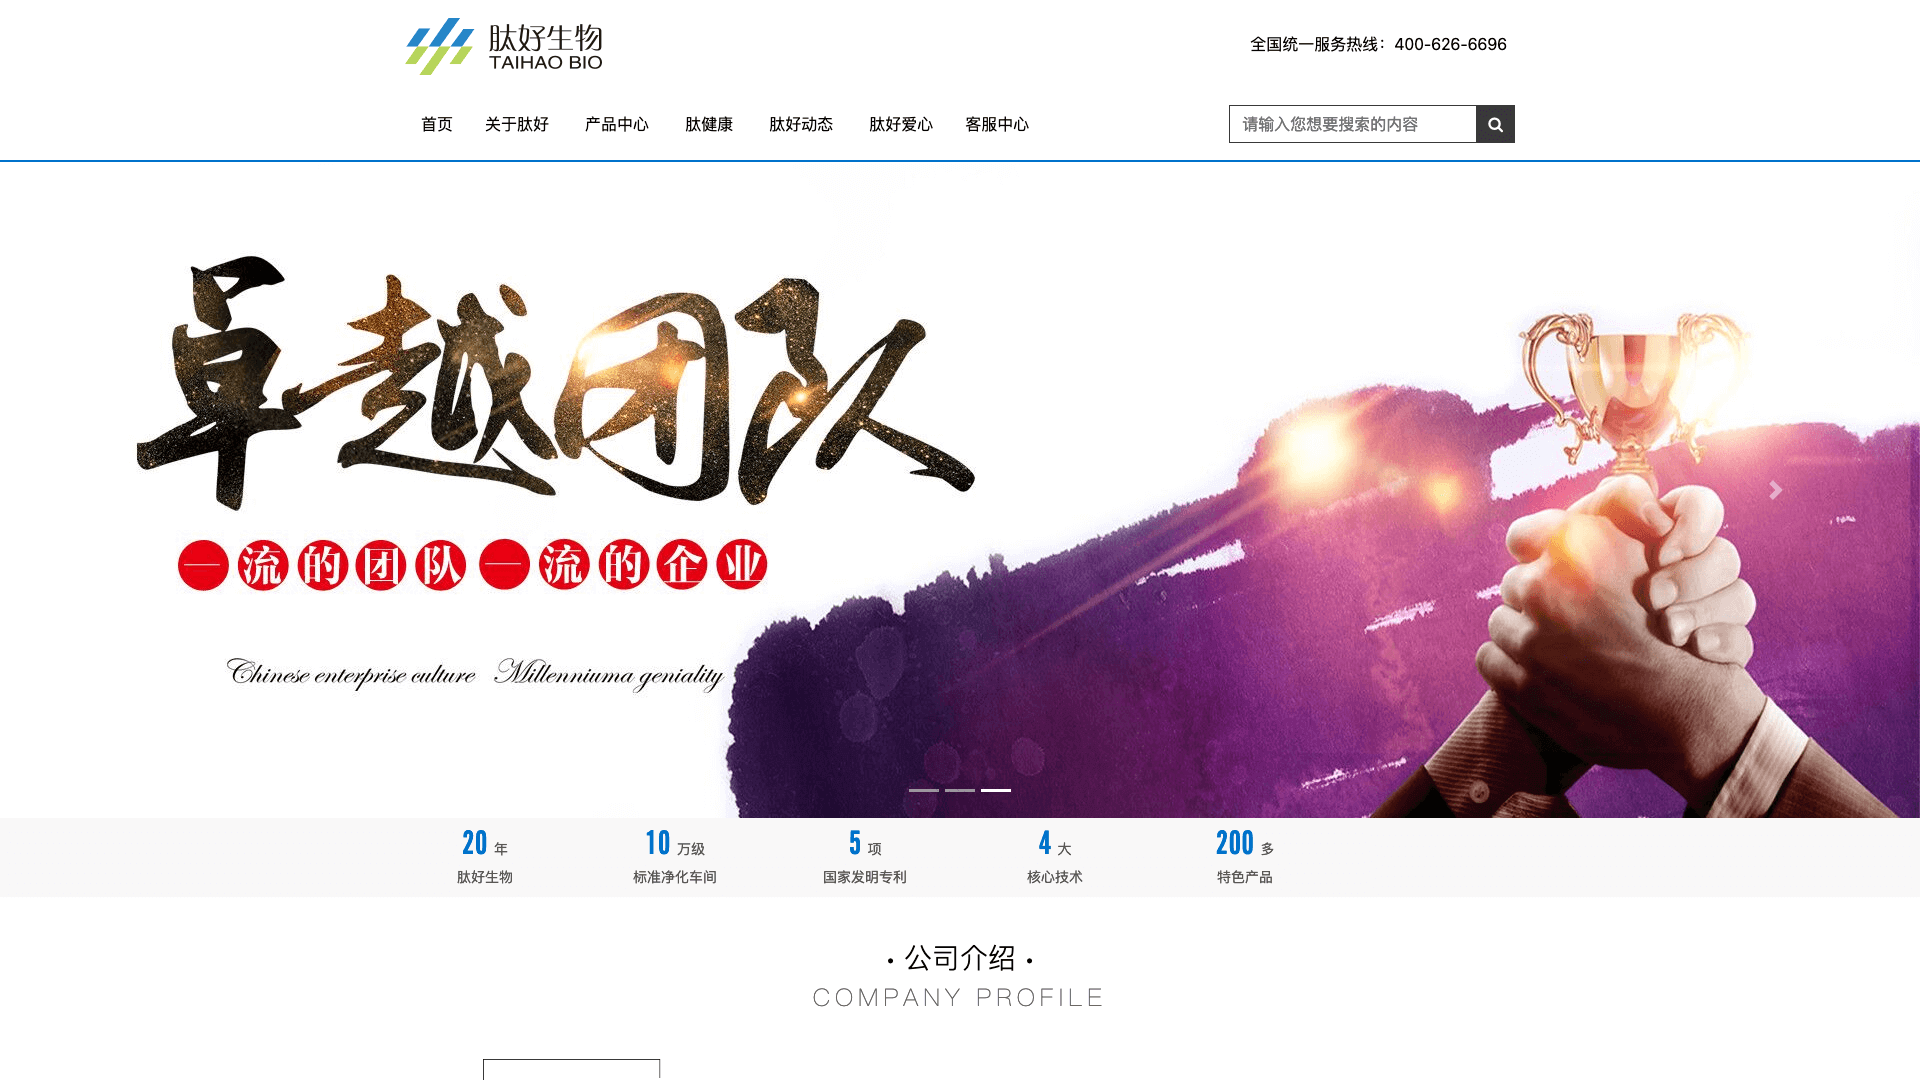 肽好生物
TAIHAO BIO
全国统一服务热线：400-626-6696
首页 关于肽好 产品中心 肽健康 肽好动态 肽好爱心 客服中心
请输入您想要搜索的内容
卓越团队
一流的团队一流的企业
Chinese enterprise culture Millenniuma geniality
20 年 10 万级 5 项 4 大 200 多
肽好生物 标准净化车间 国家发明专利 核心技术 特色产品
· 公司介绍 ·
COMPANY PROFILE